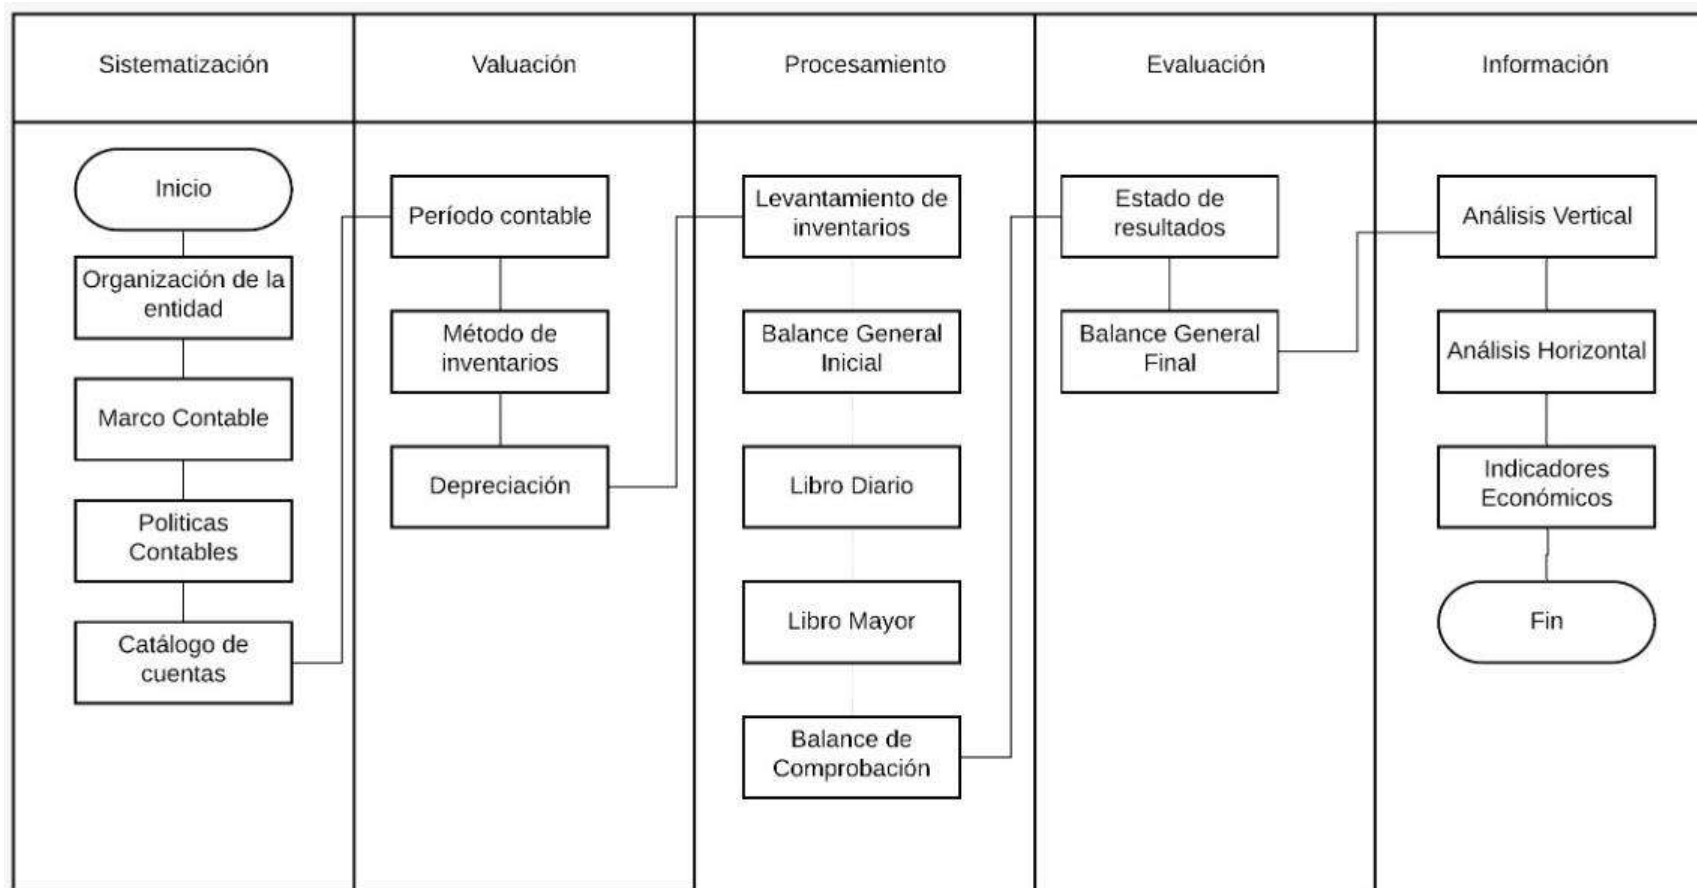 Sistematización
Valuación
Procesamiento
Evaluación
Información
Inicio
Organización de la
entidad
Marco Contable
Politicas
Contables
Catálogo de
cuentas
Período contable
Método de
inventarios
Depreciación
Levantamiento de
inventarios
Balance General
Inicial
Libro Diario
Libro Mayor
Balance de
Comprobación
Estado de
resultados
Balance General
Final
Análisis Vertical
Análisis Horizontal
Indicadores
Económicos
Fin